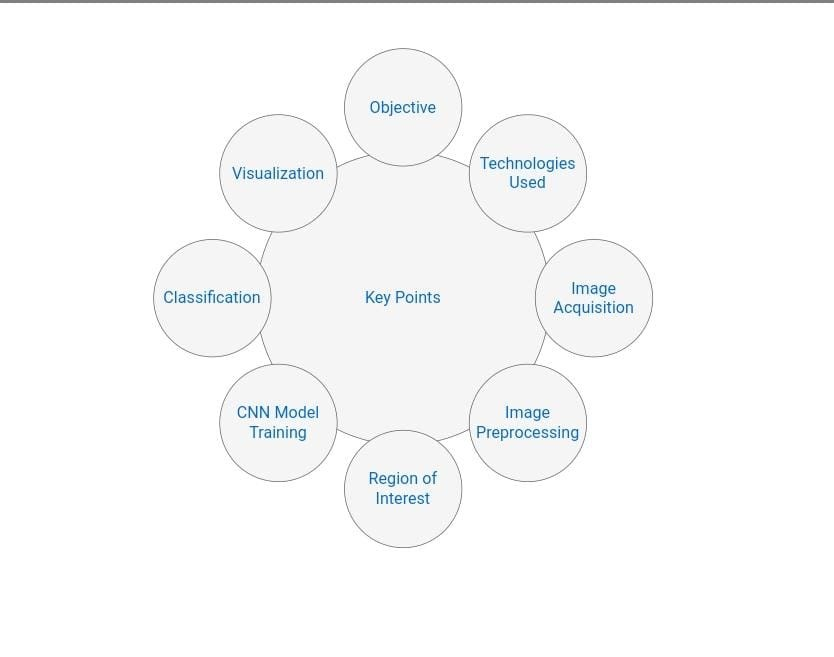 Objective
Technologies
Used
Image
Acquisition
Image
Preprocessing
Region of
Interest
CNN Model
Training
Classification
Visualization
Key Points